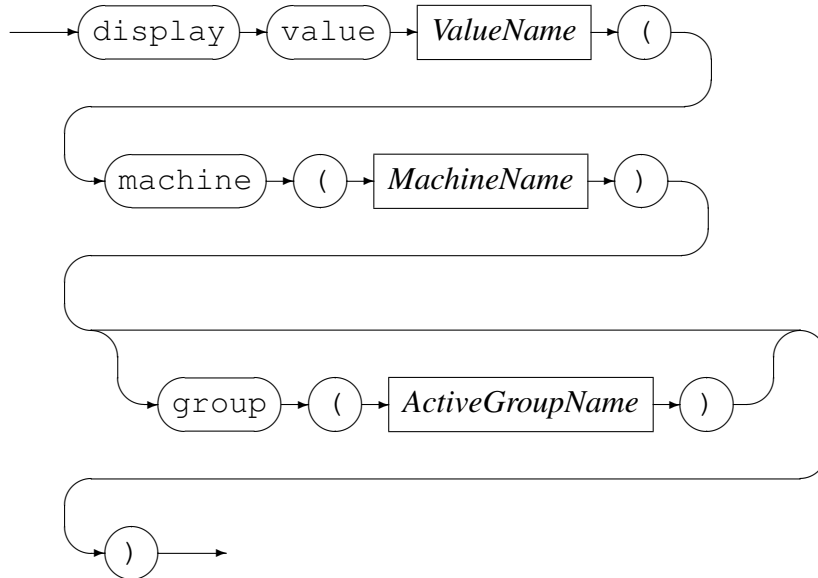 display value ValueName (
machine ( MachineName )
group ( ActiveGroupName )
)